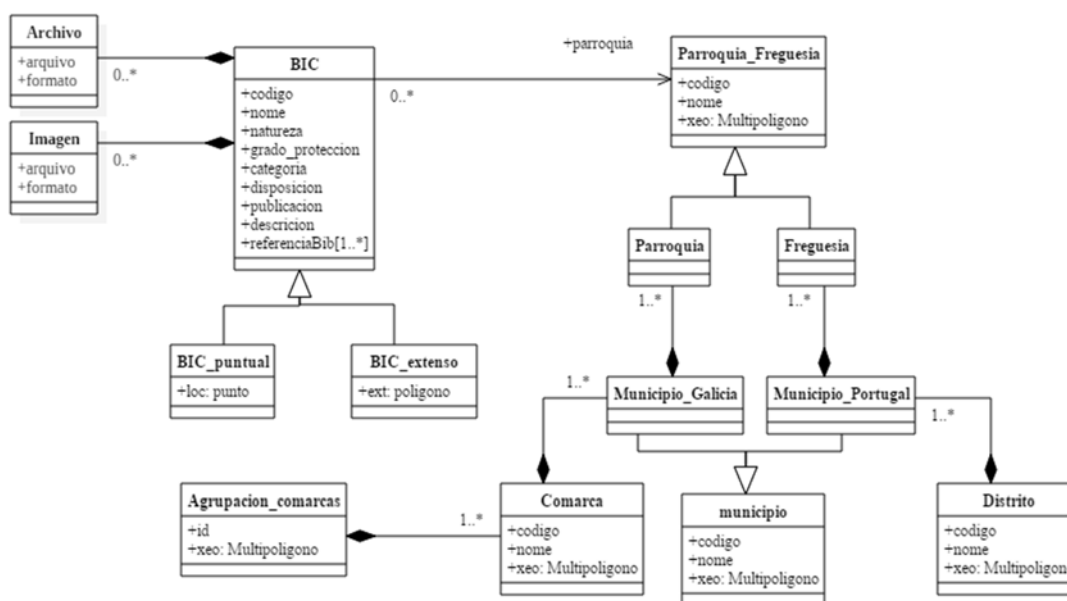 Archivo
+arquivo
+formato
0..*
Imagen
+arquivo
+formato
0..*
BIC
+codigo
+nome
+natureza
+grado_proteccion
+categoria
+disposicion
+publicacion
+descricion
+referenciaBib[1..*]
0..*
+parroquia
Parroquia_Freguesia
+codigo
+nome
+xeo: Multipoligono
Parroquia
1..*
Freguesia
1..*
BIC_puntual
+loc: punto
BIC_extenso
+ext: poligono
1..*
Municipio_Galicia
Municipio_Portugal
1..*
Agrupacion_comarcas
+id
+xeo: Multipoligono
1..*
Comarca
+codigo
+nome
+xeo: Multipoligono
municipio
+codigo
+nome
+xeo: Multipoligono
Distrito
+codigo
+nome
+xeo: Multipoligono